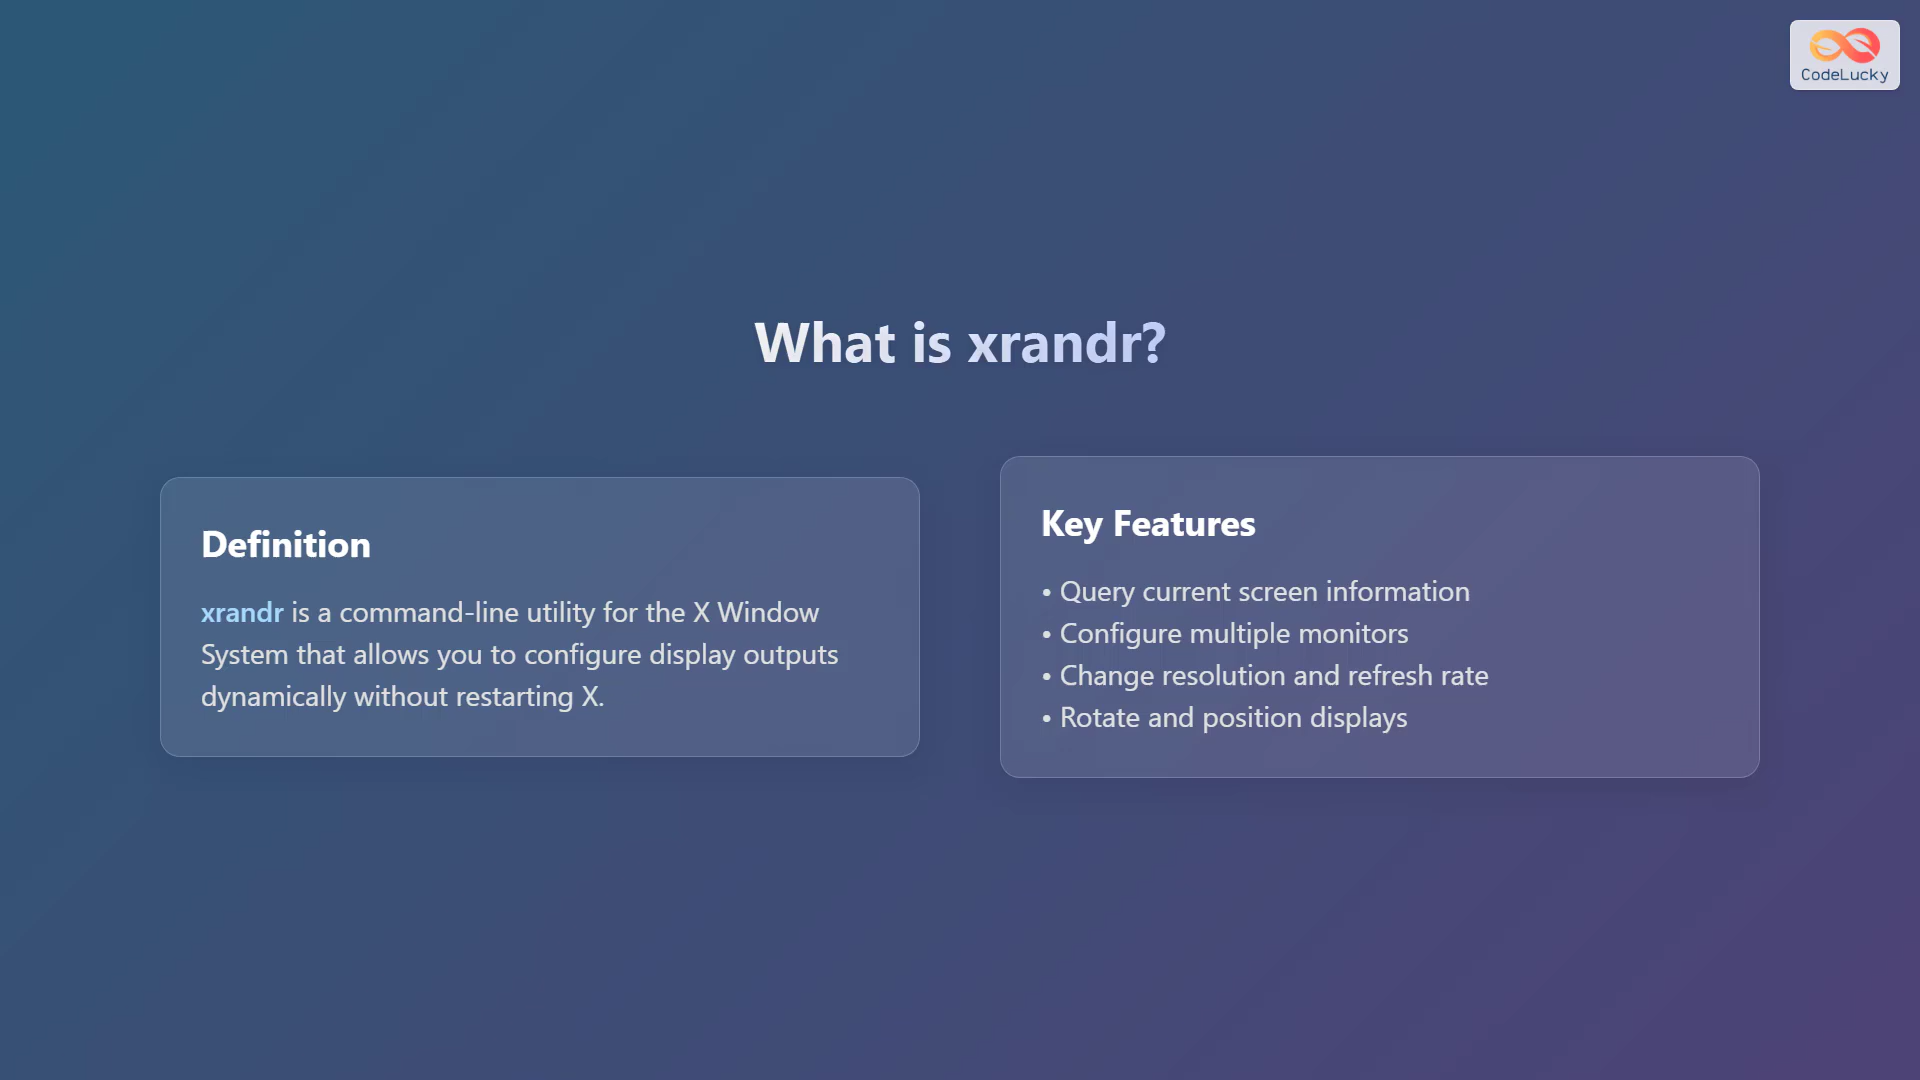 CodeLucky
What is xrandr?
Definition
xrandr is a command-line utility for the X Window
System that allows you to configure display outputs
dynamically without restarting X.
Key Features
• Query current screen information
• Configure multiple monitors
• Change resolution and refresh rate
• Rotate and position displays